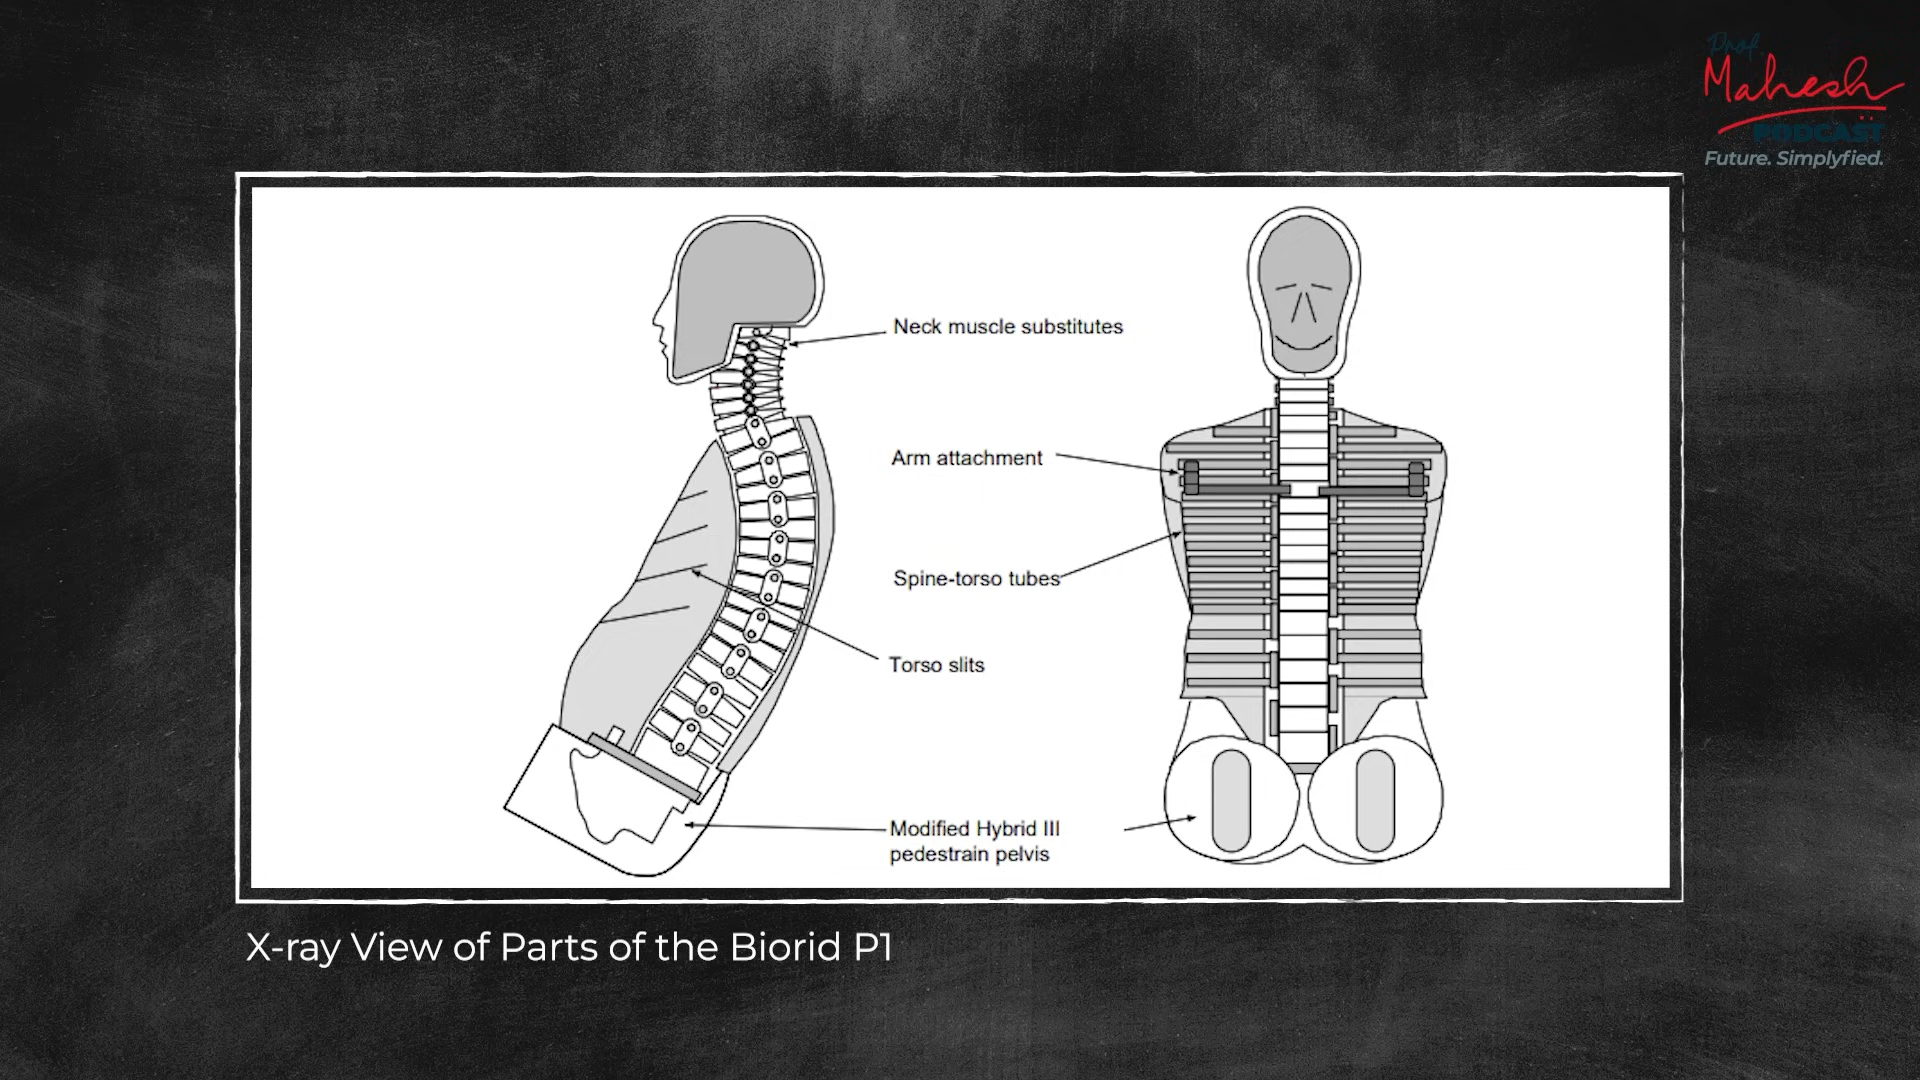 Prof.
Mahesh
PODCAST
Future. Simplyfied.
Neck muscle substitutes
Arm attachment
Spine-torso tubes
Torso slits
Modified Hybrid III
pedestrain pelvis
X-ray View of Parts of the Biorid P1